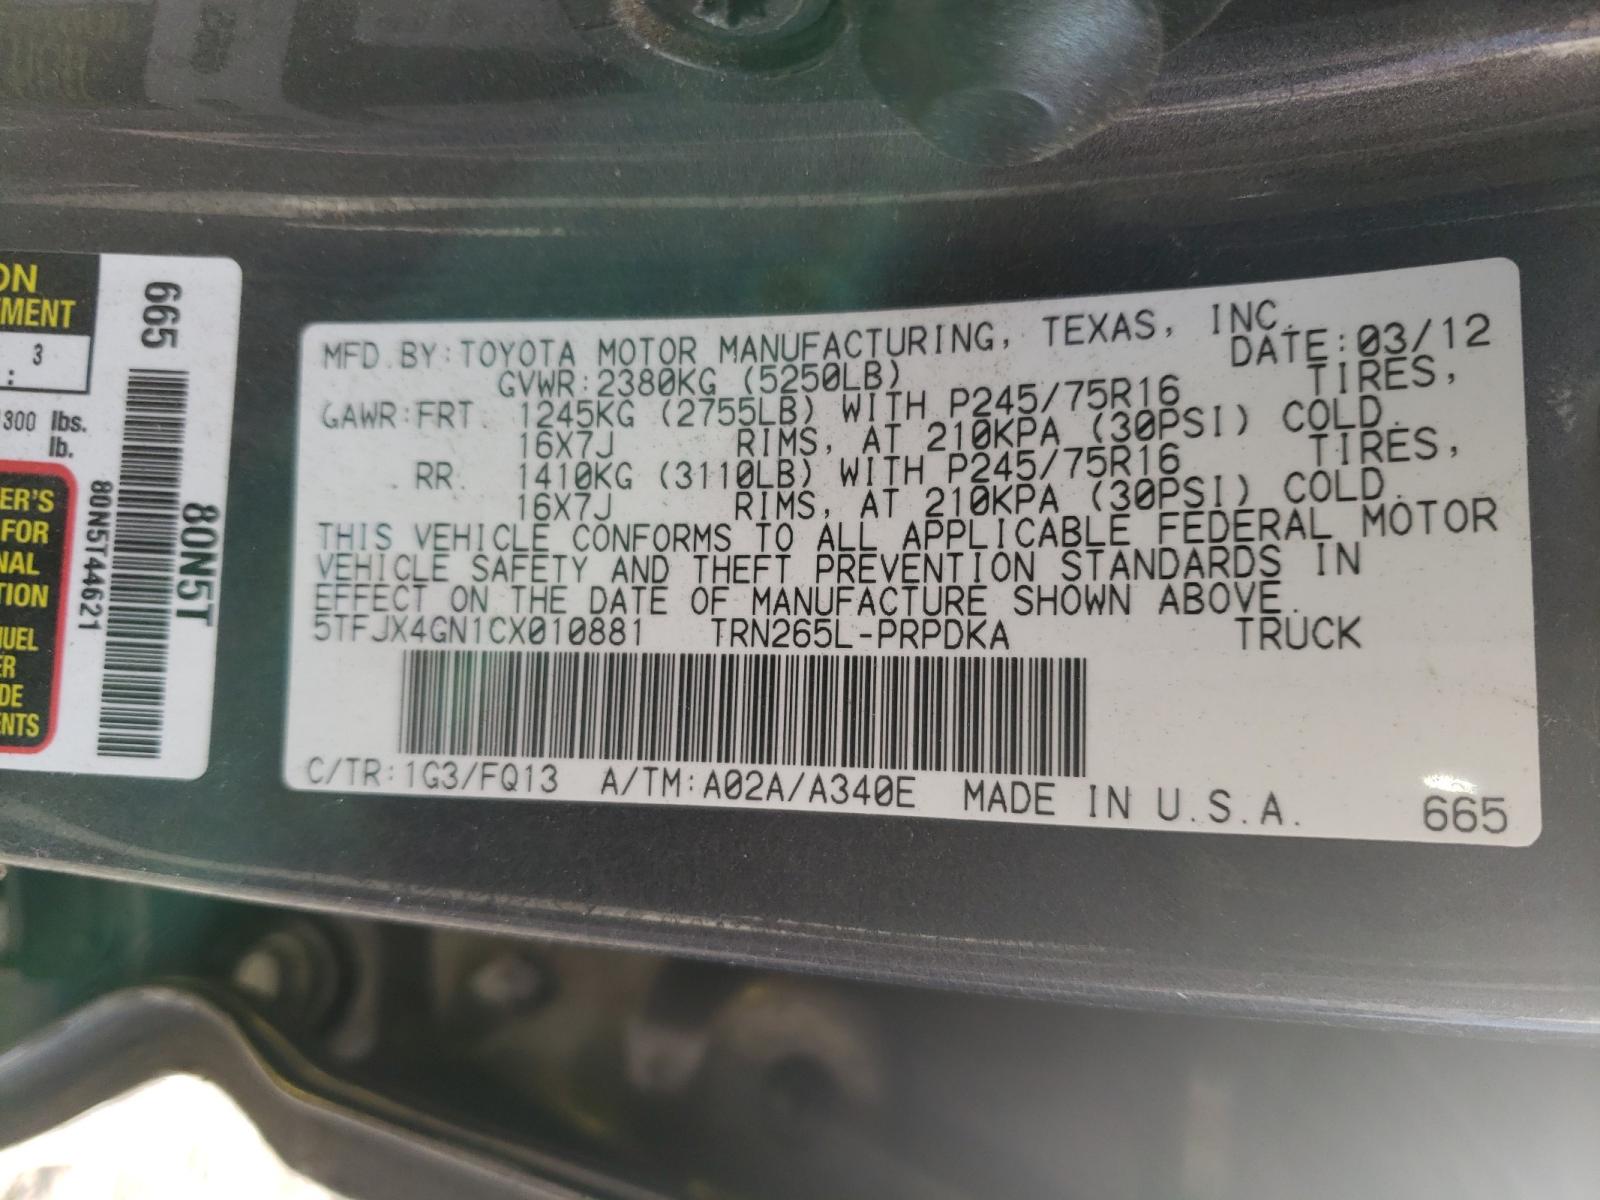 MFD.BY:TOYOTA MOTOR MANUFACTURING, TEXAS, INC.
DATE:03/12
GVWR:2380KG (5250LB)
GAWR:FRT. 1245KG (2755LB) WITH P245/75R16 TIRES,
16X7J RIMS, AT 210KPA (30PSI) COLD.
RR. 1410KG (3110LB) WITH P245/75R16 TIRES,
16X7J RIMS, AT 210KPA (30PSI) COLD.
THIS VEHICLE CONFORMS TO ALL APPLICABLE FEDERAL MOTOR
VEHICLE SAFETY AND THEFT PREVENTION STANDARDS IN
EFFECT ON THE DATE OF MANUFACTURE SHOWN ABOVE.
5TFJX4GN1CX010881 TRN265L-PRPDKA TRUCK
C/TR:1G3/FQ13 A/TM:A02A/A340E MADE IN U.S.A.
665
ON
MENT
3
:
300 lbs.
lb.
ER'S
FOR
NAL
TION
UEL
ER
DE
ENTS
665
80N5T
80N5T44621